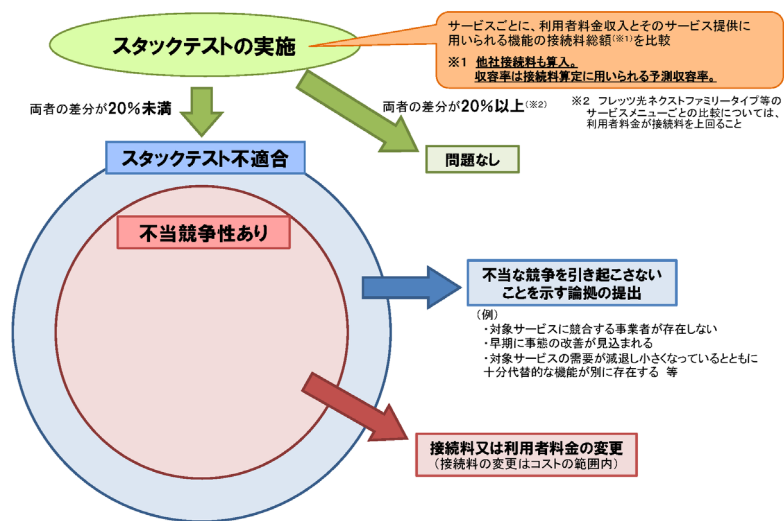 スタックテストの実施
サービスごとに、利用者料金収入とそのサービス提供に
用いられる機能の接続料総額(※1)を比較
※1 他社接続料も算入。
収容率は接続料算定に用いられる予測収容率。
両者の差分が20%未満
両者の差分が20%以上(※2)
※2 フレッツ光ネクストファミリータイプ等の
サービスメニューごとの比較については、
利用者料金が接続料を上回ること
スタックテスト不適合
問題なし
不当競争性あり
不当な競争を引き起こさない
ことを示す論拠の提出
(例)
・対象サービスに競合する事業者が存在しない
・早期に事態の改善が見込まれる
・対象サービスの需要が減退し小さくなっているとともに
十分代替的な機能が別に存在する 等
接続料又は利用者料金の変更
(接続料の変更はコストの範囲内)